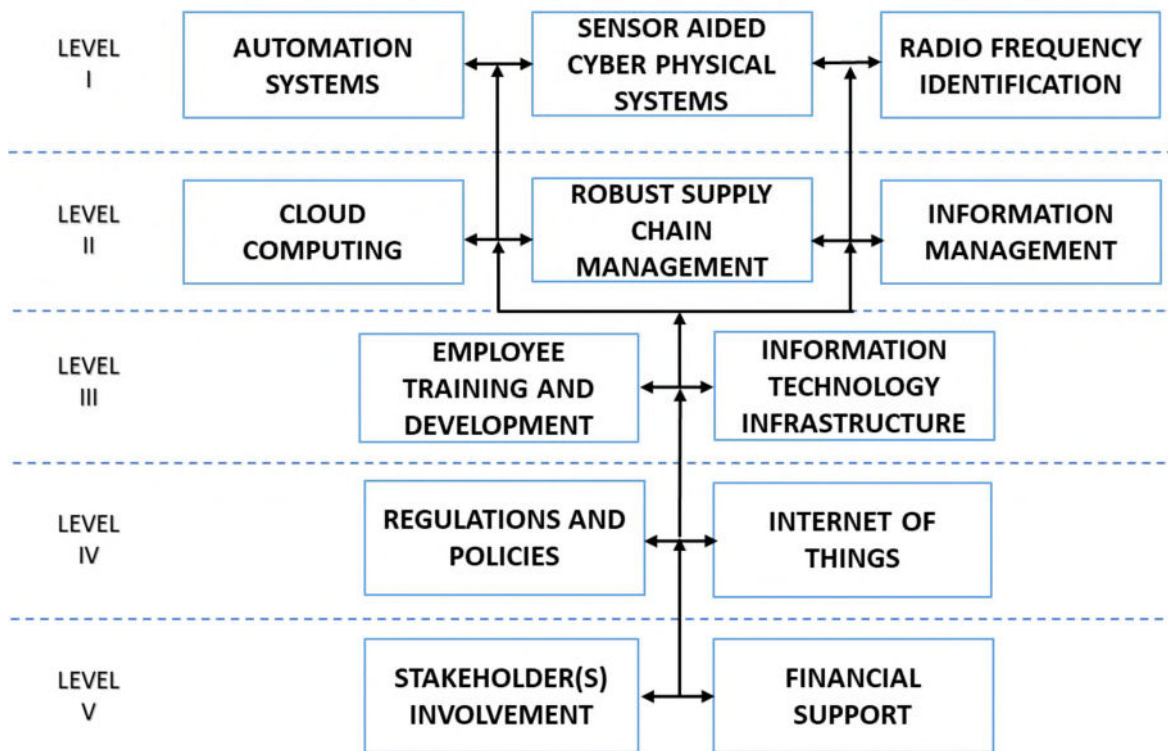 LEVEL
I
AUTOMATION
SYSTEMS
SENSOR AIDED
CYBER PHYSICAL
SYSTEMS
RADIO FREQUENCY
IDENTIFICATION
LEVEL
II
CLOUD
COMPUTING
ROBUST SUPPLY
CHAIN
MANAGEMENT
INFORMATION
MANAGEMENT
LEVEL
III
EMPLOYEE
TRAINING AND
DEVELOPMENT
INFORMATION
TECHNOLOGY
INFRASTRUCTURE
LEVEL
IV
REGULATIONS AND
POLICIES
INTERNET OF
THINGS
LEVEL
V
STAKEHOLDER(S)
INVOLVEMENT
FINANCIAL
SUPPORT